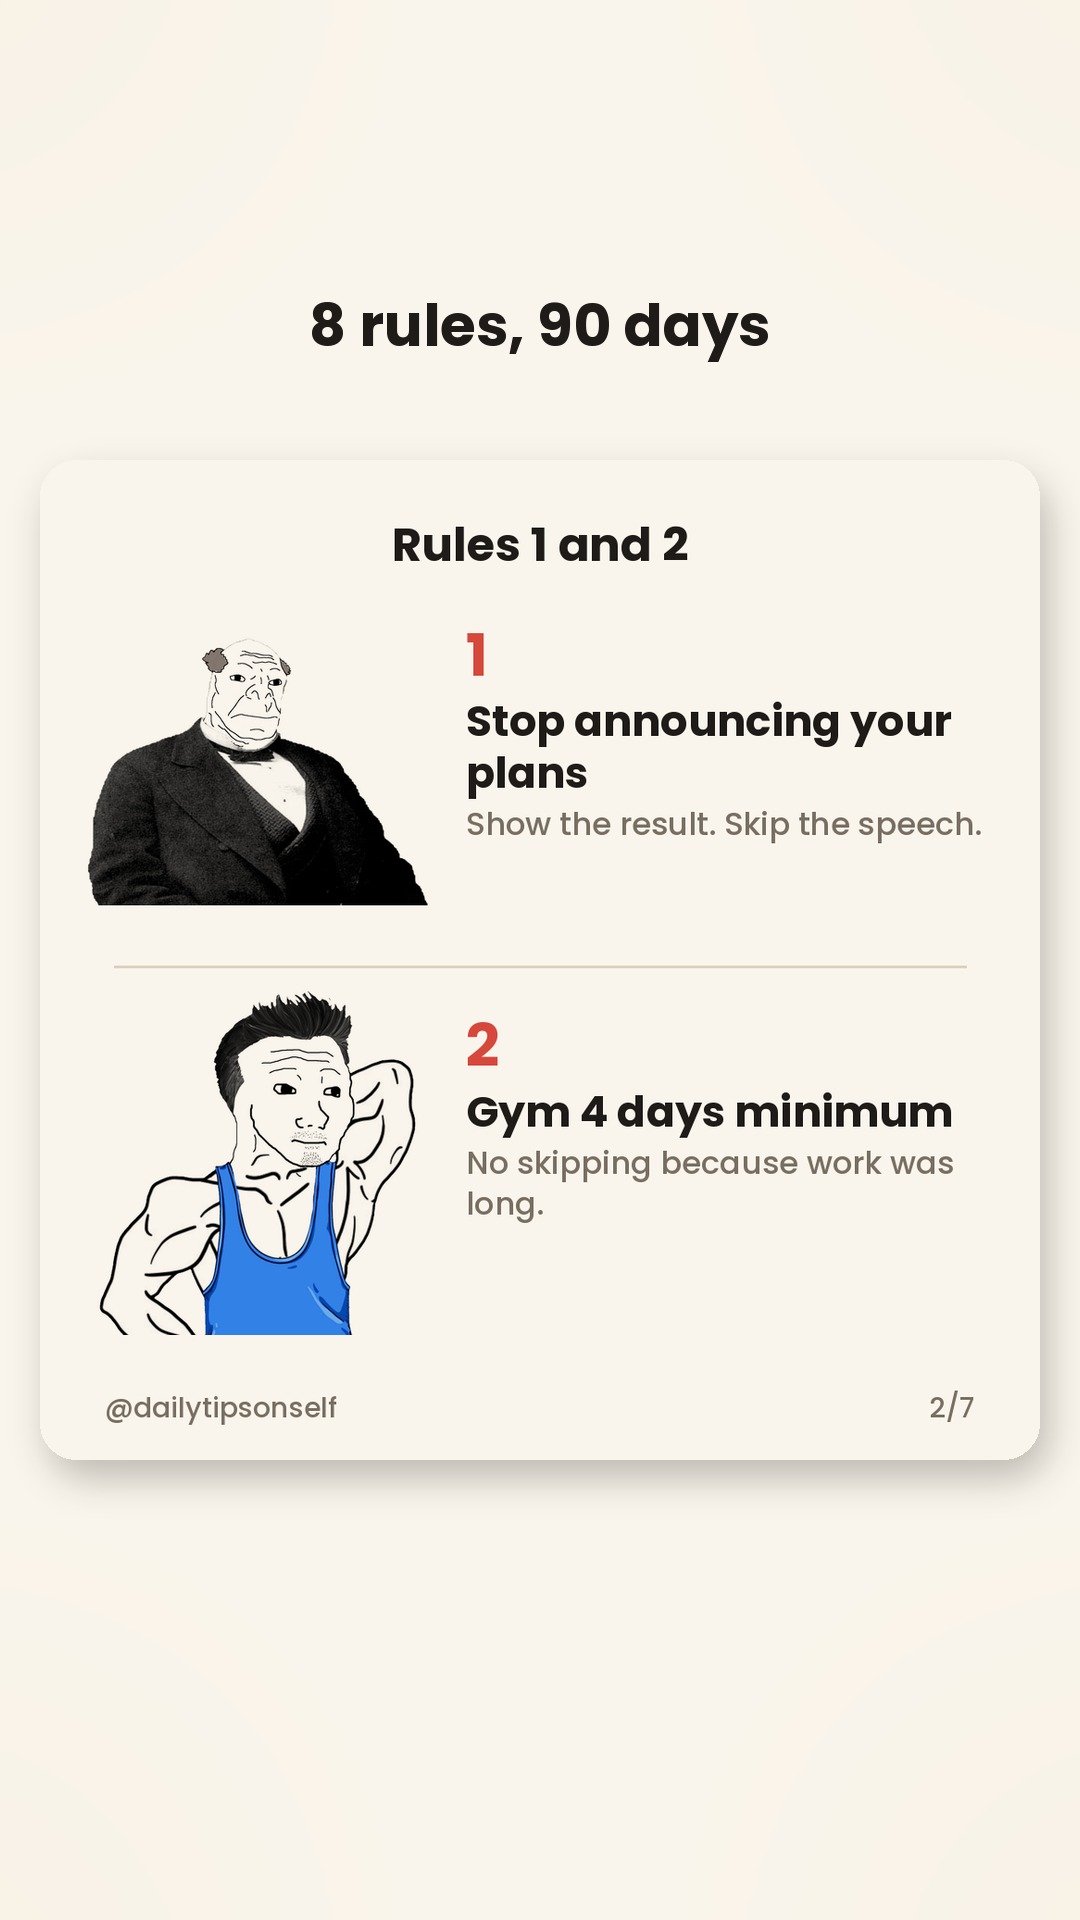 8 rules, 90 days
Rules 1 and 2
1
Stop announcing your
plans
Show the result. Skip the speech.
2
Gym 4 days minimum
No skipping because work was
long.
@dailytipsonself
2/7